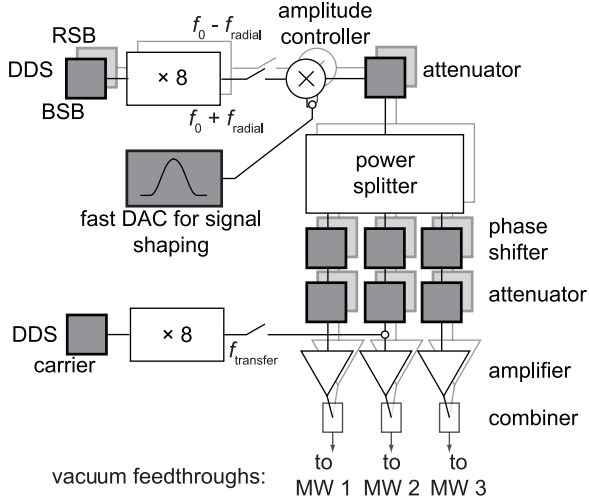 RSB
DDS
BSB
× 8
f0 - fradial
f0 + fradial
amplitude
controller
attenuator
power
splitter
fast DAC for signal
shaping
phase
shifter
attenuator
DDS
carrier
× 8
ftransfer
amplifier
combiner
vacuum feedthroughs:
to
MW 1
to
MW 2
to
MW 3